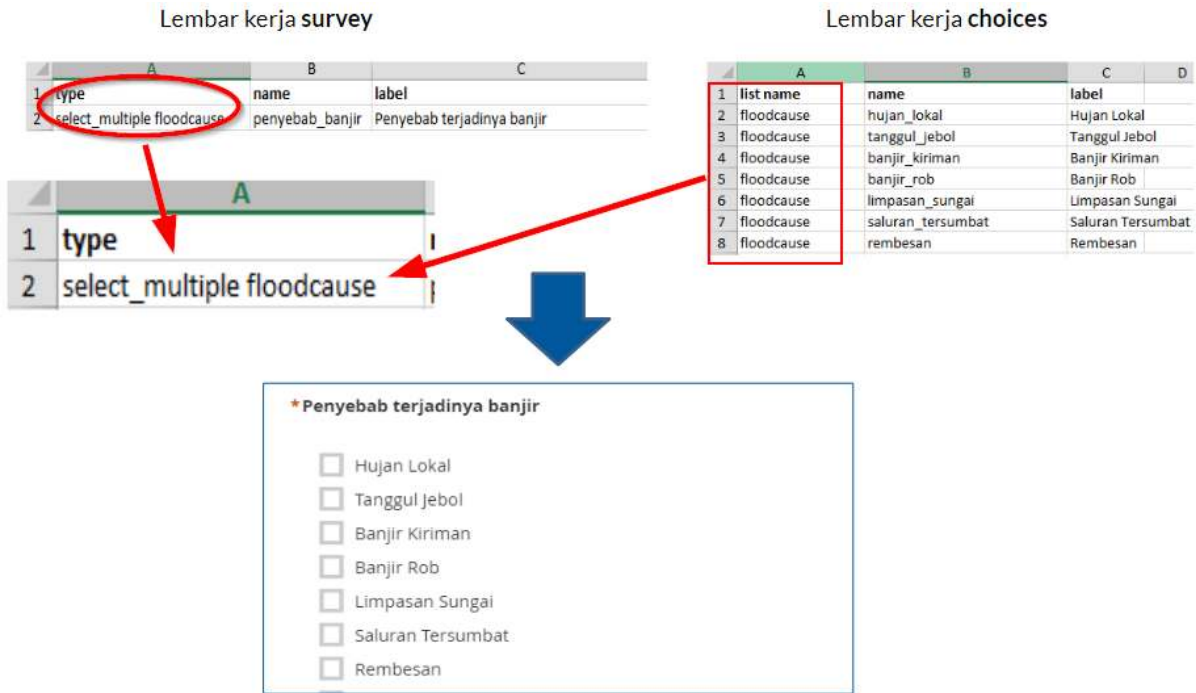 Lembar kerja survey
Lembar kerja choices
A B C
1 type name label
2 select_multiple floodcause penyebab_banjir Penyebab terjadinya banjir
A B C D
1 list name name label
2 floodcause hujan_lokal Hujan Lokal
3 floodcause tanggul_jebol Tanggul Jebol
4 floodcause banjir_kiriman Banjir Kiriman
5 floodcause banjir_rob Banjir Rob
6 floodcause limpasan_sungai Limpasan Sungai
7 floodcause saluran_tersumbat Saluran Tersumbat
8 floodcause rembesan Rembesan
A
1 type
2 select_multiple floodcause
*Penyebab terjadinya banjir
Hujan Lokal
Tanggul Jebol
Banjir Kiriman
Banjir Rob
Limpasan Sungai
Saluran Tersumbat
Rembesan